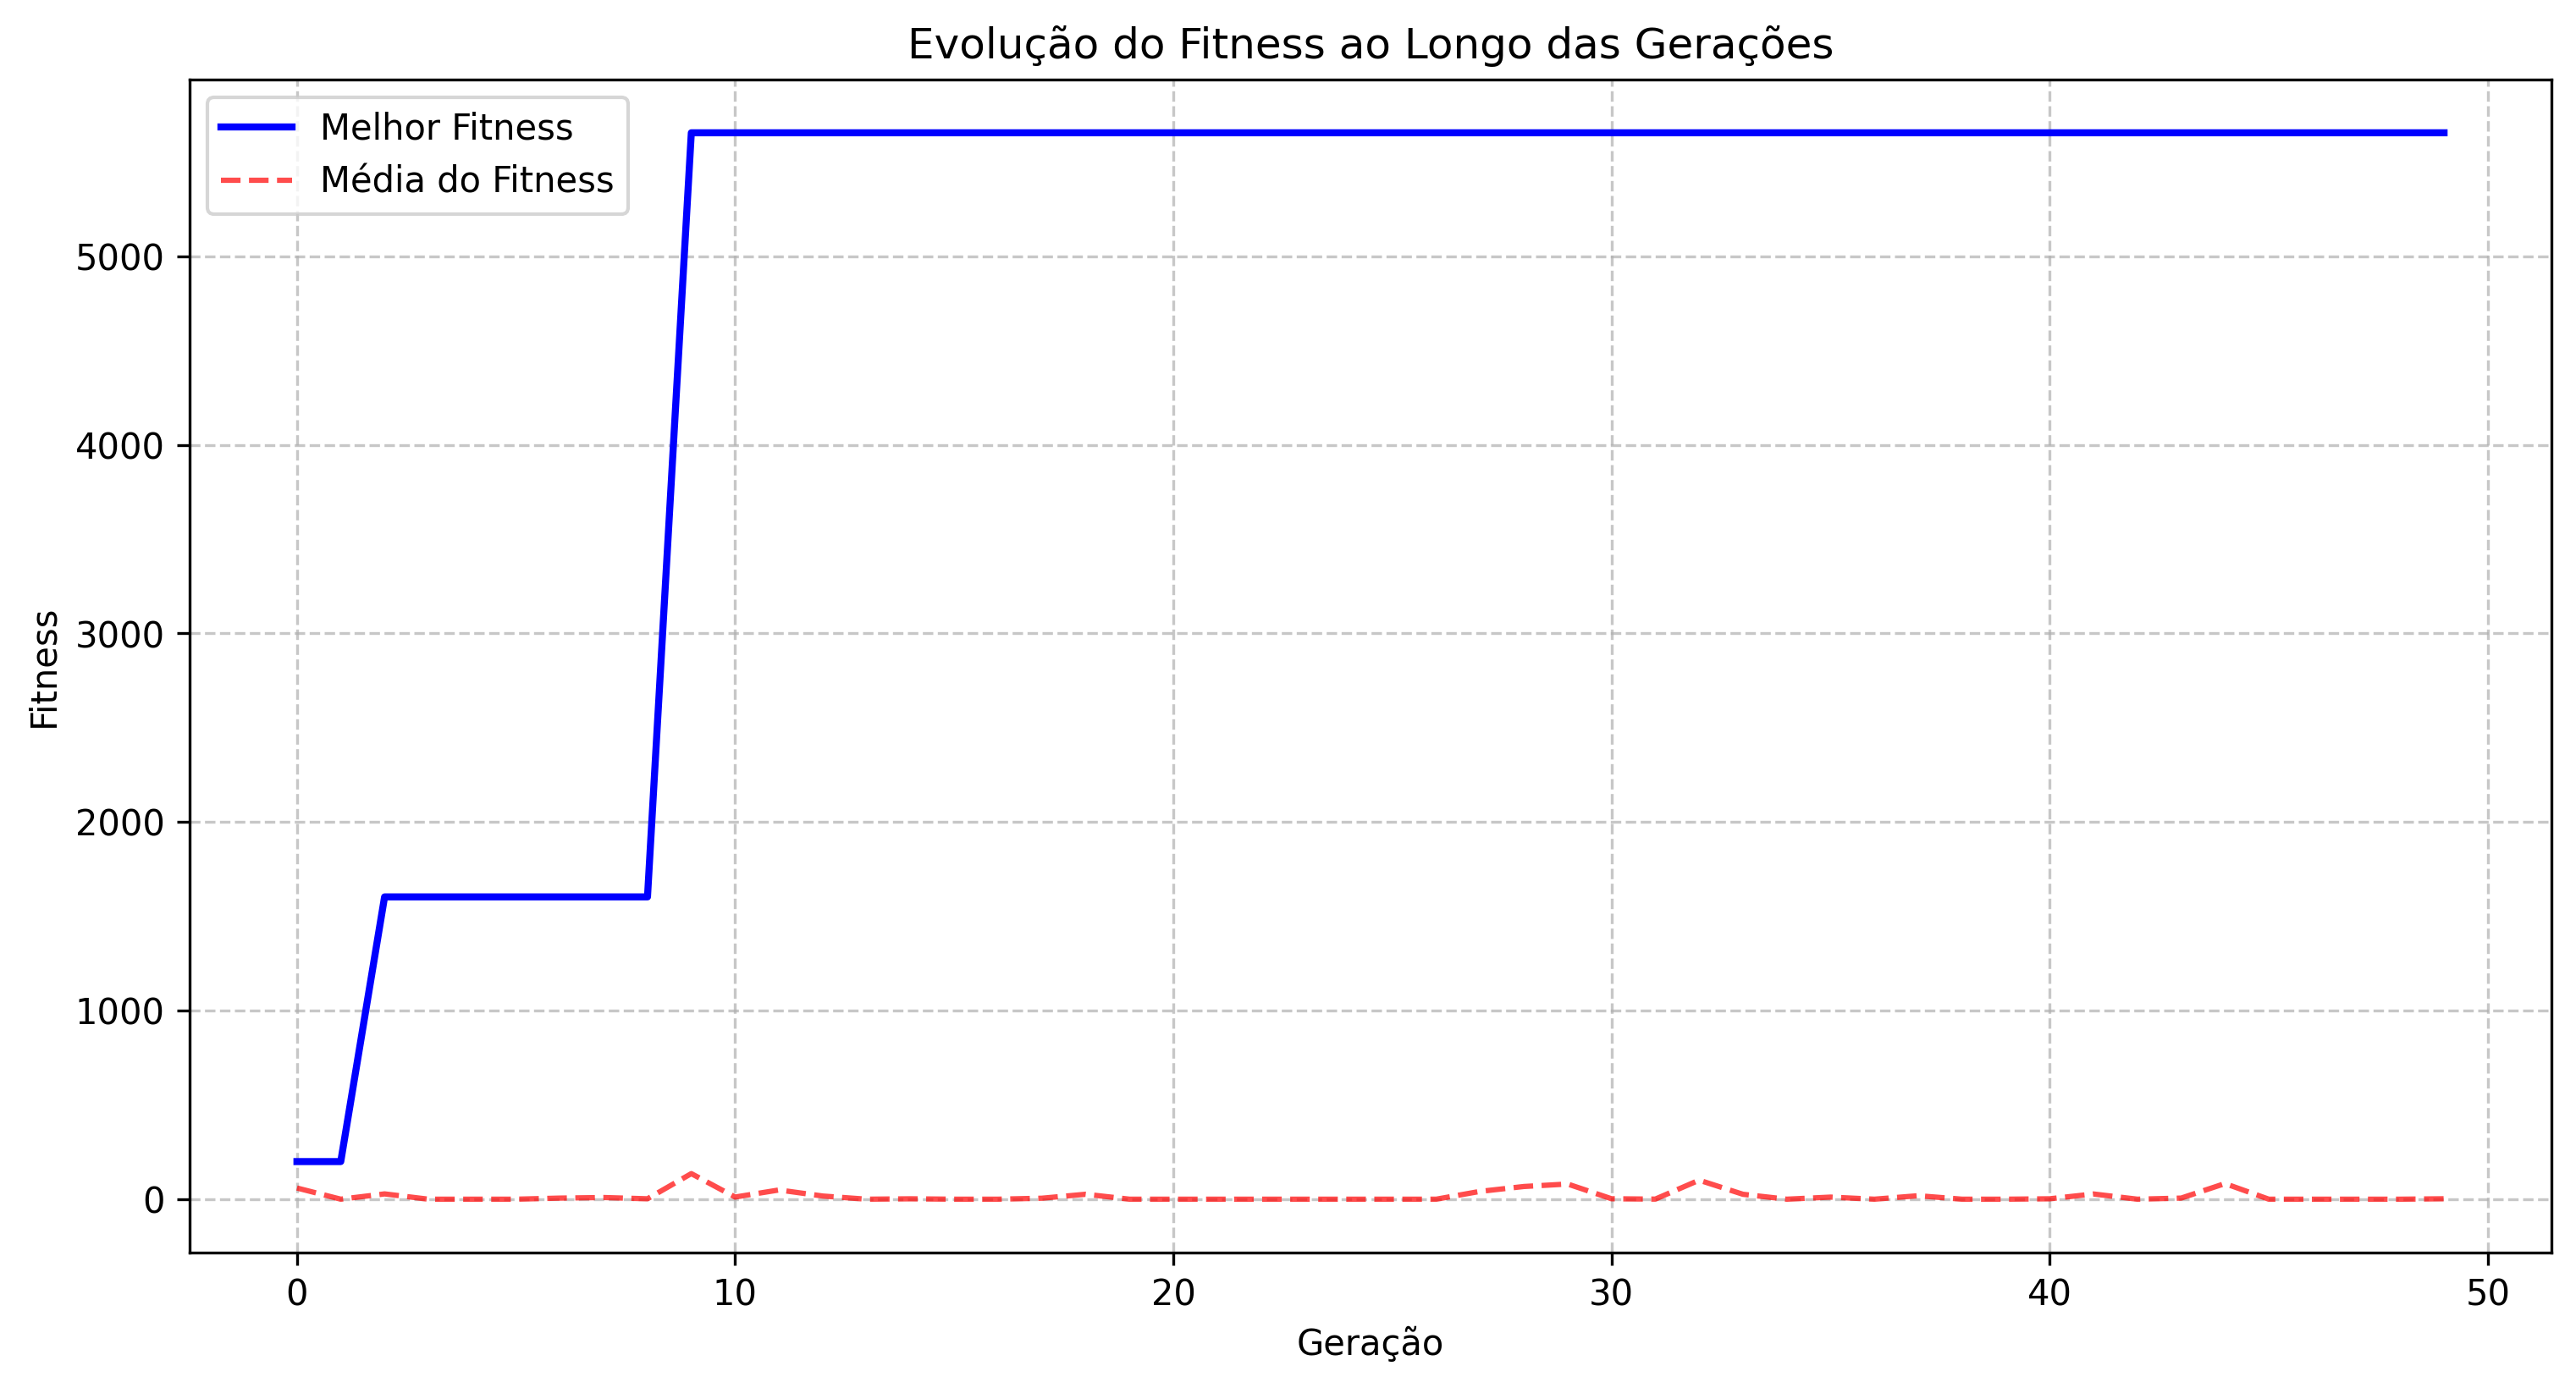 Evolução do Fitness ao Longo das Gerações
Melhor Fitness
Média do Fitness
5000
4000
3000
2000
1000
0
Fitness
0 10 20 30 40 50
Geração